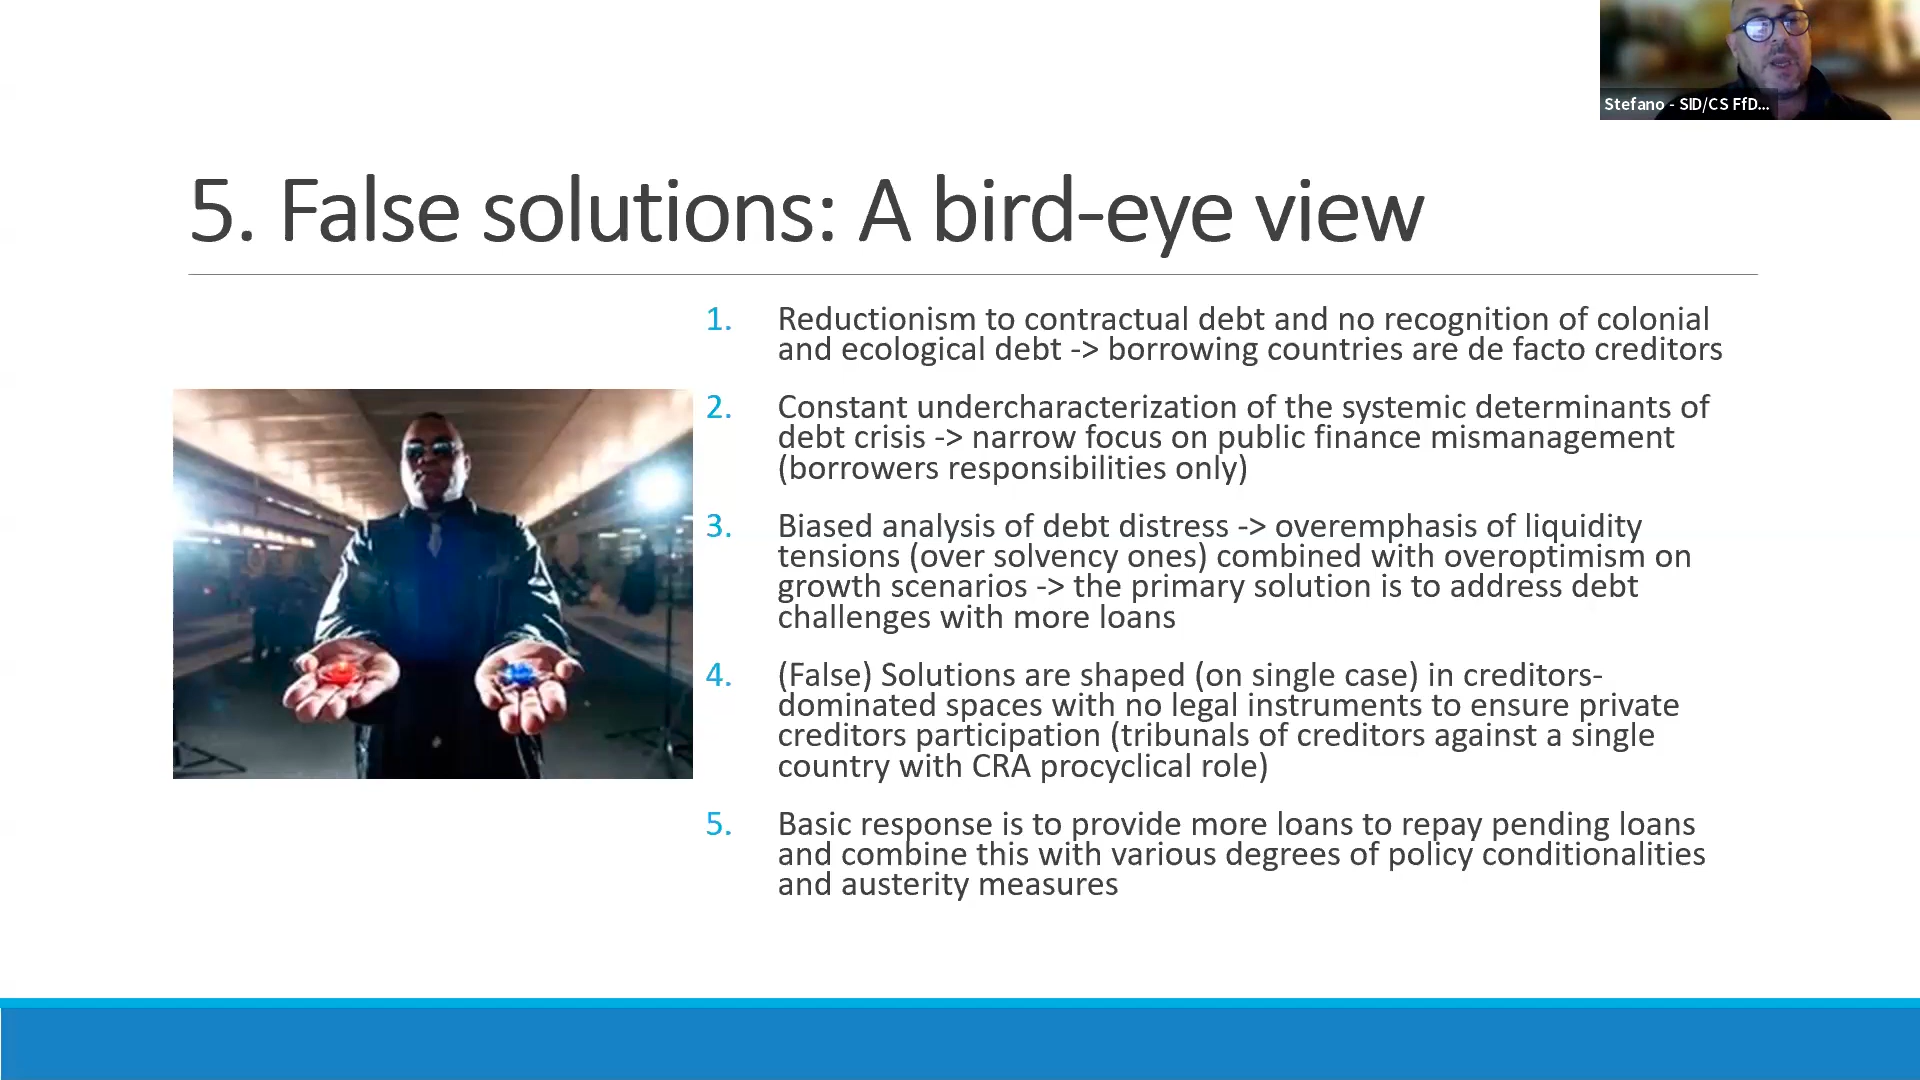 Stefano - SID/CS FfD...
5. False solutions: A bird-eye view
1. Reductionism to contractual debt and no recognition of colonial
and ecological debt -> borrowing countries are de facto creditors
2. Constant undercharacterization of the systemic determinants of
debt crisis -> narrow focus on public finance mismanagement
(borrowers responsibilities only)
3. Biased analysis of debt distress -> overemphasis of liquidity
tensions (over solvency ones) combined with overoptimism on
growth scenarios -> the primary solution is to address debt
challenges with more loans
4. (False) Solutions are shaped (on single case) in creditors-
dominated spaces with no legal instruments to ensure private
creditors participation (tribunals of creditors against a single
country with CRA procyclical role)
5. Basic response is to provide more loans to repay pending loans
and combine this with various degrees of policy conditionalities
and austerity measures